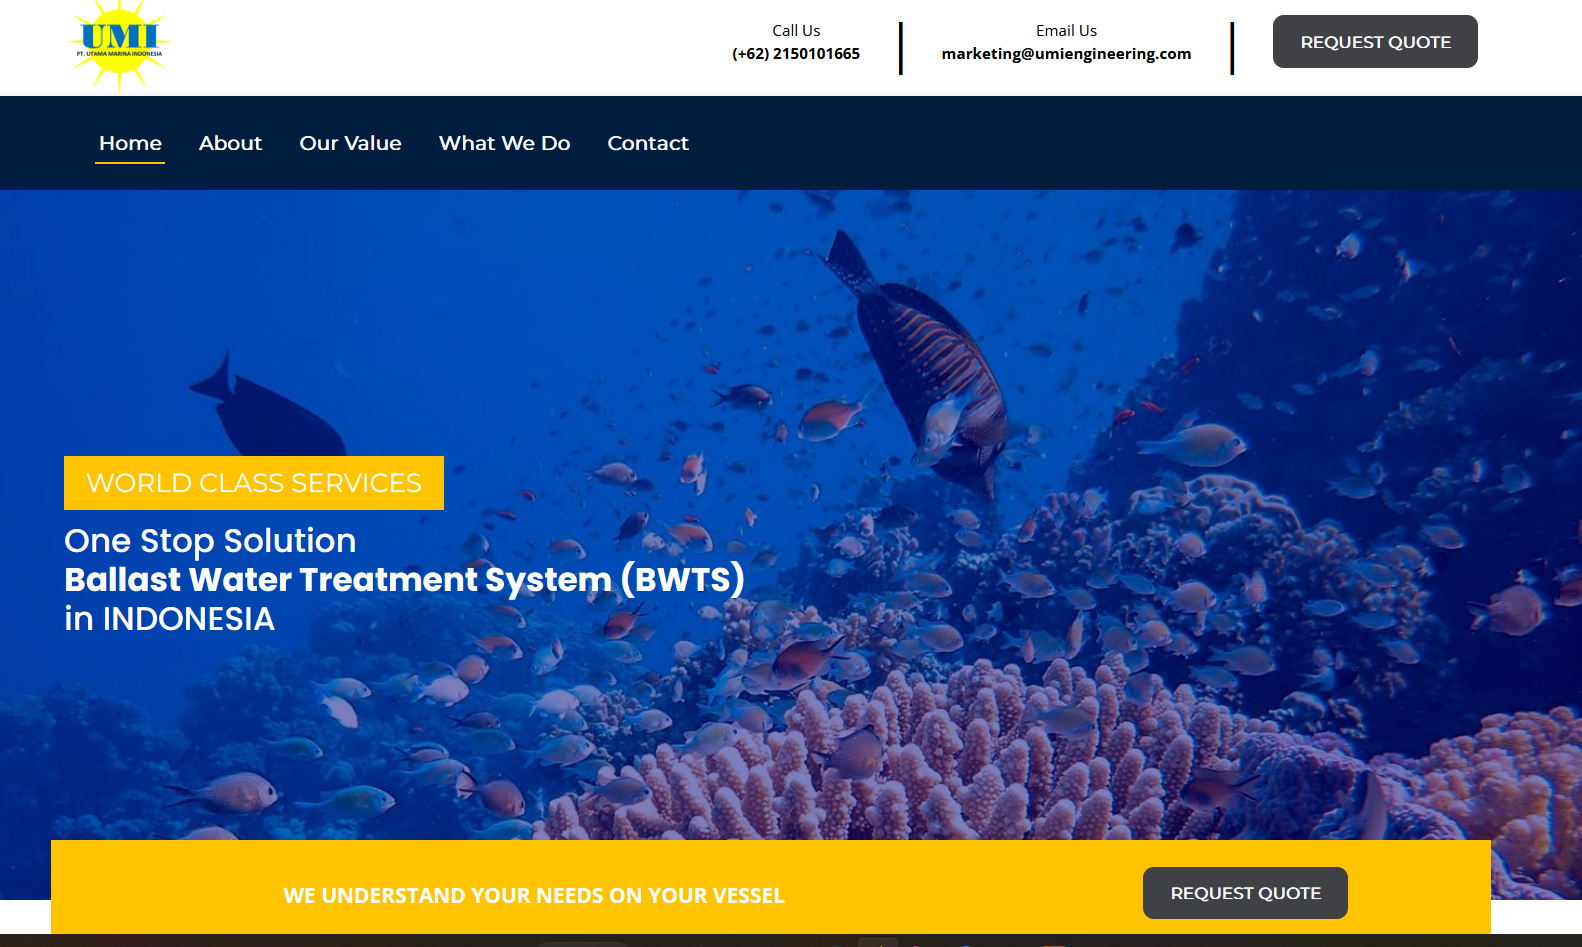 UMI
PT. UTAMA MARINA INDONESIA
Call Us
(+62) 2150101665
Email Us
marketing@umiengineering.com
REQUEST QUOTE
Home About Our Value What We Do Contact
WORLD CLASS SERVICES
One Stop Solution
Ballast Water Treatment System (BWTS)
in INDONESIA
WE UNDERSTAND YOUR NEEDS ON YOUR VESSEL
REQUEST QUOTE